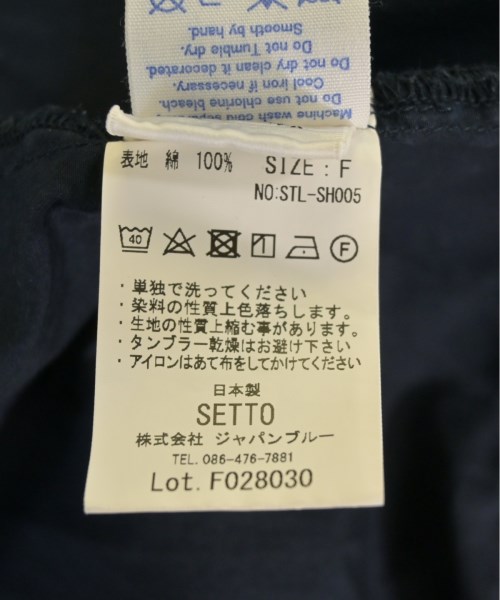 Machine wash cold
Do not use chlorine bleach.
Cool iron if necessary.
Do not dry clean it decorated.
Do not Tumble dry.
Smooth by hand.
表地 綿 100% SIZE : F
NO:STL-SH005
40 F
・単独で洗ってください
・染料の性質上色落ちします。
・生地の性質上縮む事があります。
・タンブラー乾燥はお避け下さい
・アイロンはあて布をしてかけてください
日本製
SETTO
株式会社 ジャパンブルー
TEL. 086-476-7881
Lot. F028030